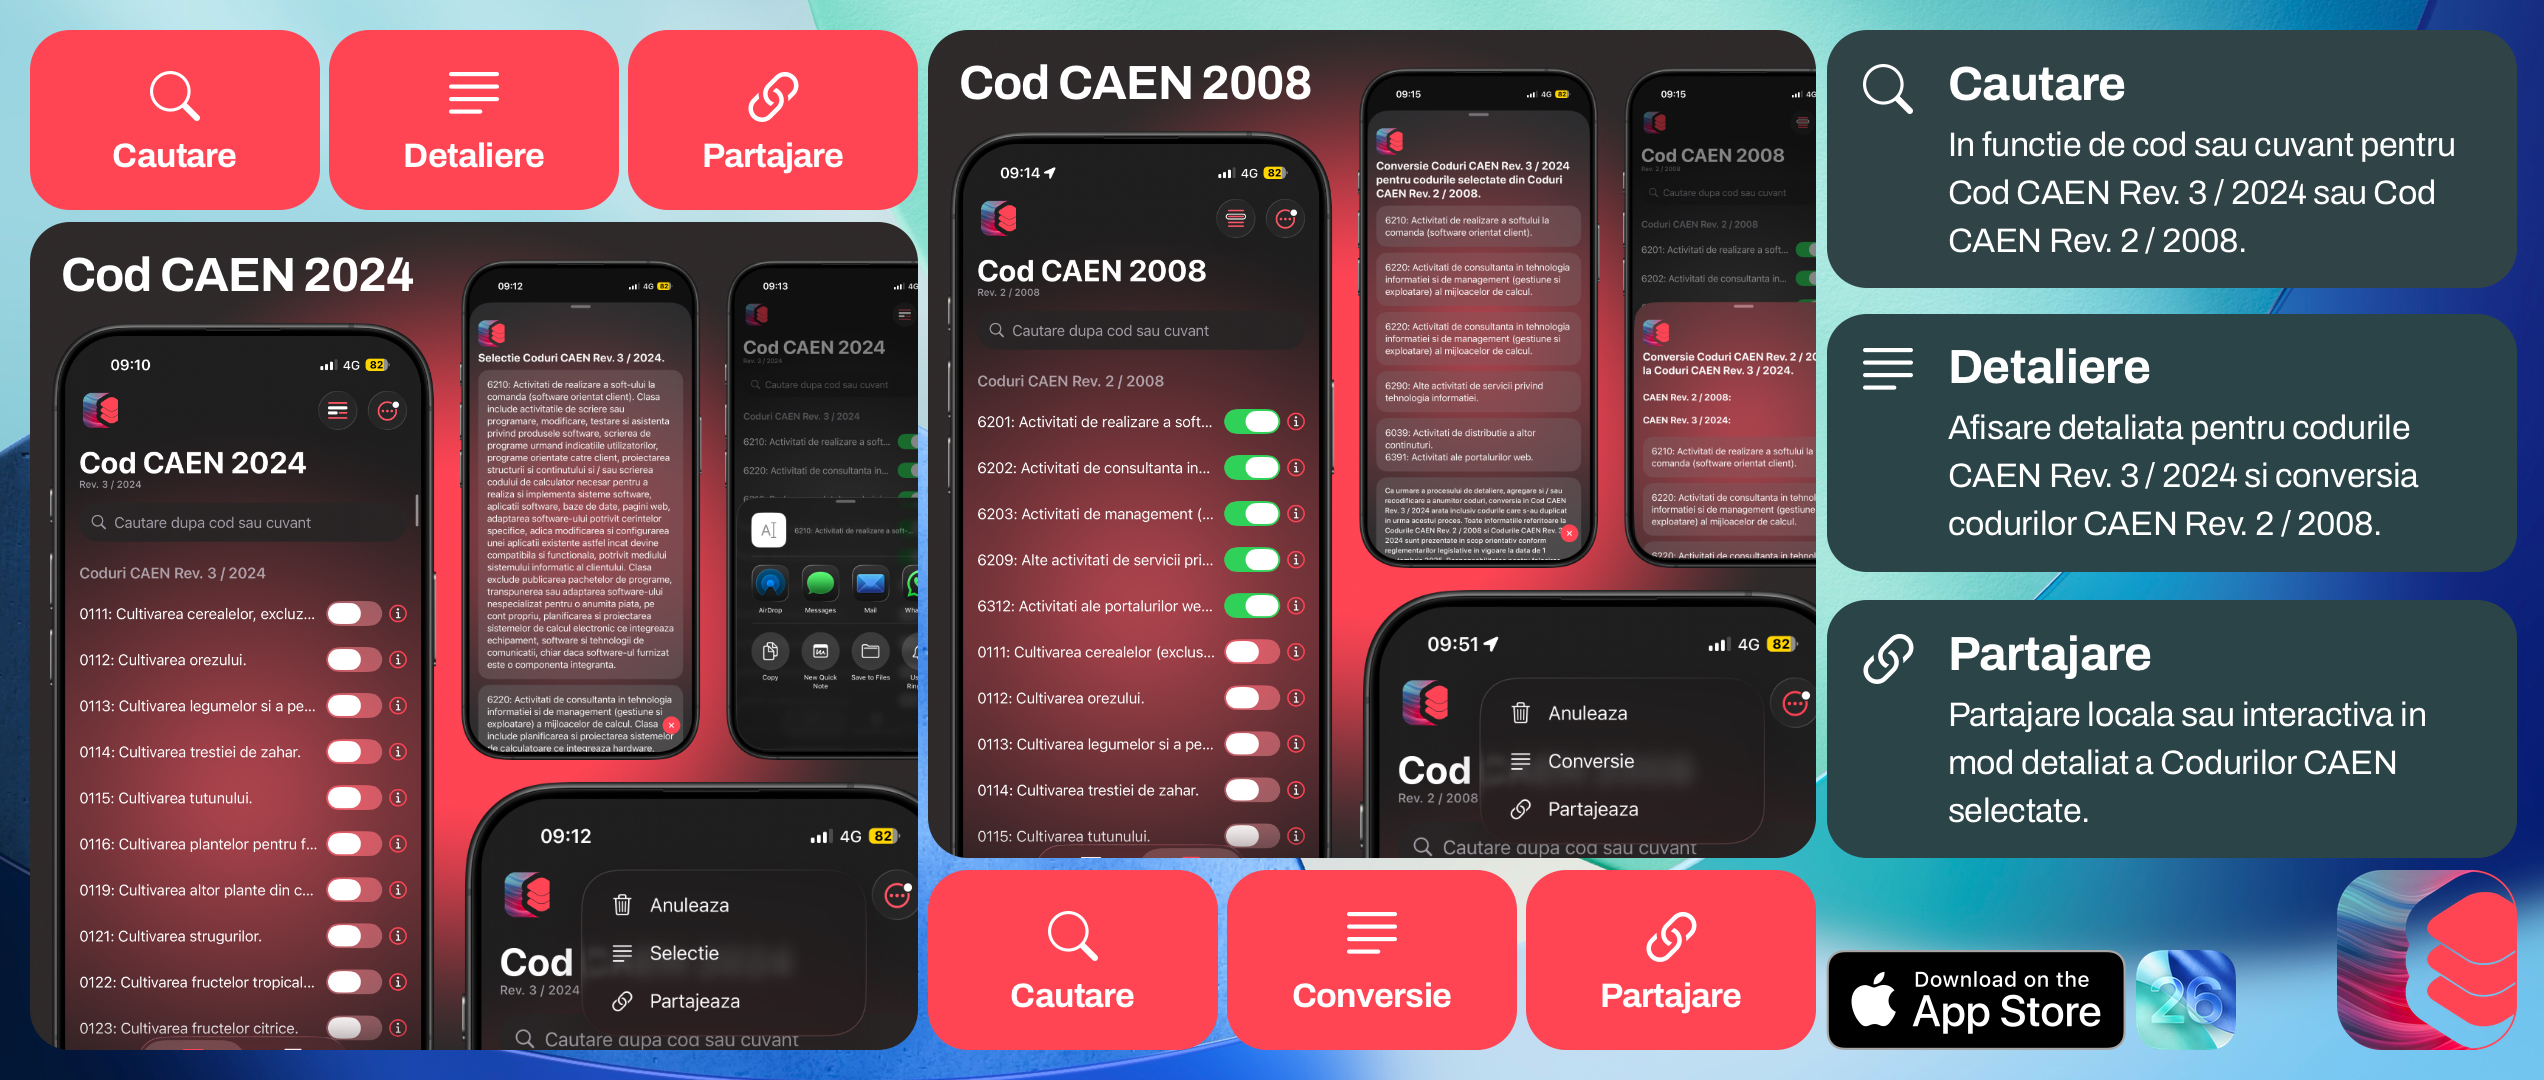 Cautare
Detaliere
Partajare
Cod CAEN 2024
09:10
4G 82
Cod CAEN 2024
Rev. 3 / 2024
Cautare dupa cod sau cuvant
Coduri CAEN Rev. 3 / 2024
0111: Cultivarea cerealelor, excluz...
0112: Cultivarea orezului.
0113: Cultivarea legumelor si a pe...
0114: Cultivarea trestiei de zahar.
0115: Cultivarea tutunului.
0116: Cultivarea plantelor pentru f...
0119: Cultivarea altor plante din c...
0121: Cultivarea strugurilor.
0122: Cultivarea fructelor tropical...
0123: Cultivarea fructelor citrice.
09:12
4G 82
Selectie Coduri CAEN Rev. 3 / 2024.
6210: Activitati de realizare a soft-ului la
comanda (software orientat client). Clasa
include activitatile de scriere sau
programare, modificare, testare si asistenta
privind produsele software, scrierea de
programe urmand indicatiile utilizatorilor,
programe orientate catre client, proiectarea
structurii si continutului si / sau scrierea
codului de calculator necesar pentru a
realiza si implementa sisteme software,
aplicatii software, baze de date, pagini web,
adaptarea software-ului potrivit cerintelor
specifice, adica modificarea si configurarea
unei aplicatii existente astfel incat devine
compatibila si functionala, potrivit mediului
sistemului informatic al clientului. Clasa
exclude publicarea pachetelor de programe,
transpunerea sau adaptarea software-ului
nespecializat pentru o anumita piata, pe
cont propriu, planificarea si proiectarea
sistemelor de calcul electronic ce integreaza
echipament, software si tehnologii de
comunicatii, chiar daca software-ul furnizat
este o componenta integranta.
6220: Activitati de consultanta in tehnologia
informatiei si de management (gestiune si
exploatare) a mijloacelor de calcul. Clasa
include planificarea si proiectarea sistemelor
de calculatoare ce integreaza hardware,
09:13
4G
Cod CAEN 2024
Rev. 3 / 2024
Cautare dupa cod sau cuvant
Coduri CAEN Rev. 3 / 2024
6210: Activitati de realizare a soft...
6220: Activitati de consultanta in...
6210: Activitati de realizare a soft-...
AirDrop
Messages
Mail
Copy
New Quick
Note
Save to Files
09:12
4G 82
Cod
Rev. 3 / 2024
Anuleaza
Selectie
Partajeaza
Cautare dupa cod sau cuvant
Cod CAEN 2008
09:14
4G 82
Cod CAEN 2008
Rev. 2 / 2008
Cautare dupa cod sau cuvant
Coduri CAEN Rev. 2 / 2008
6201: Activitati de realizare a soft...
6202: Activitati de consultanta in...
6203: Activitati de management (...
6209: Alte activitati de servicii pri...
6312: Activitati ale portalurilor we...
0111: Cultivarea cerealelor (exclus...
0112: Cultivarea orezului.
0113: Cultivarea legumelor si a pe...
0114: Cultivarea trestiei de zahar.
0115: Cultivarea tutunului.
09:15
4G 82
Conversie Coduri CAEN Rev. 3 / 2024
pentru codurile selectate din Coduri
CAEN Rev. 2 / 2008.
6210: Activitati de realizare a softului la
comanda (software orientat client).
6220: Activitati de consultanta in tehnologia
informatiei si de management (gestiune si
exploatare) al mijloacelor de calcul.
6220: Activitati de consultanta in tehnologia
informatiei si de management (gestiune si
exploatare) al mijloacelor de calcul.
6290: Alte activitati de servicii privind
tehnologia informatiei.
6039: Activitati de distributie a altor
continuturi.
6391: Activitati ale portalurilor web.
Ca urmare a procesului de detaliere, agregare si / sau
recodificare a anumitor coduri, conversia in Cod CAEN
Rev. 3 / 2024 arata inclusiv codurile care s-au duplicat
in urma acestui proces. Toate informatiile referitoare la
Codurile CAEN Rev. 2 / 2008 si Codurile CAEN Rev. 3
2024 sunt prezentate in scop orientativ conform
reglementarilor legislative in vigoare la data de 1
09:15
4G 82
Cod CAEN 2008
Rev. 2 / 2008
Cautare dupa cod sau cuvant
Coduri CAEN Rev. 2 / 2008
6201: Activitati de realizare a soft...
6202: Activitati de consultanta in...
Conversie Coduri CAEN Rev. 2 / 20
la Coduri CAEN Rev. 3 / 2024.
CAEN Rev. 2 / 2008:
CAEN Rev. 3 / 2024:
6210: Activitati de realizare a softului la
comanda (software orientat client).
6220: Activitati de consultanta in tehnol
informatiei si de management (gestiune
exploatare) al mijloacelor de calcul.
6220: Activitati de consultanta in tehnol
09:51
4G 82
Cod
Rev. 2 / 2008
Anuleaza
Conversie
Partajeaza
Cautare dupa cod sau cuvant
Cautare
Conversie
Partajare
Cautare
In functie de cod sau cuvant pentru
Cod CAEN Rev. 3 / 2024 sau Cod
CAEN Rev. 2 / 2008.
Detaliere
Afisare detaliata pentru codurile
CAEN Rev. 3 / 2024 si conversia
codurilor CAEN Rev. 2 / 2008.
Partajare
Partajare locala sau interactiva in
mod detaliat a Codurilor CAEN
selectate.
Download on the
App Store
26